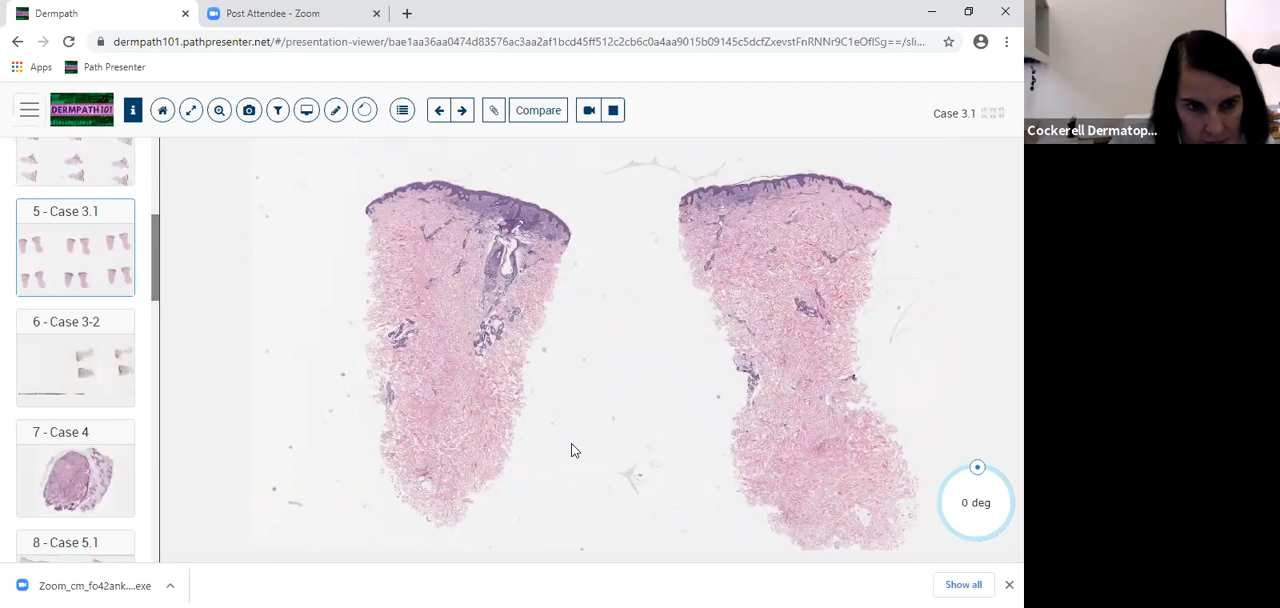 Dermpath
Post Attendee - Zoom
dermpath101.pathpresenter.net/#/presentation-viewer/bae1aa36aa0474d83576ac3aa2af1bcd45ff512c2cb6c0a4aa9015b09145c5dcfZxevstFnRNNr9C1eOfISg==/sli...
Apps
Path Presenter
DERMPATH101
Compare
Case 3.1
Cockerell Dermatop...
5 - Case 3.1
6 - Case 3-2
7 - Case 4
8 - Case 5.1
0 deg
Zoom_cm_fo42ank....exe
Show all